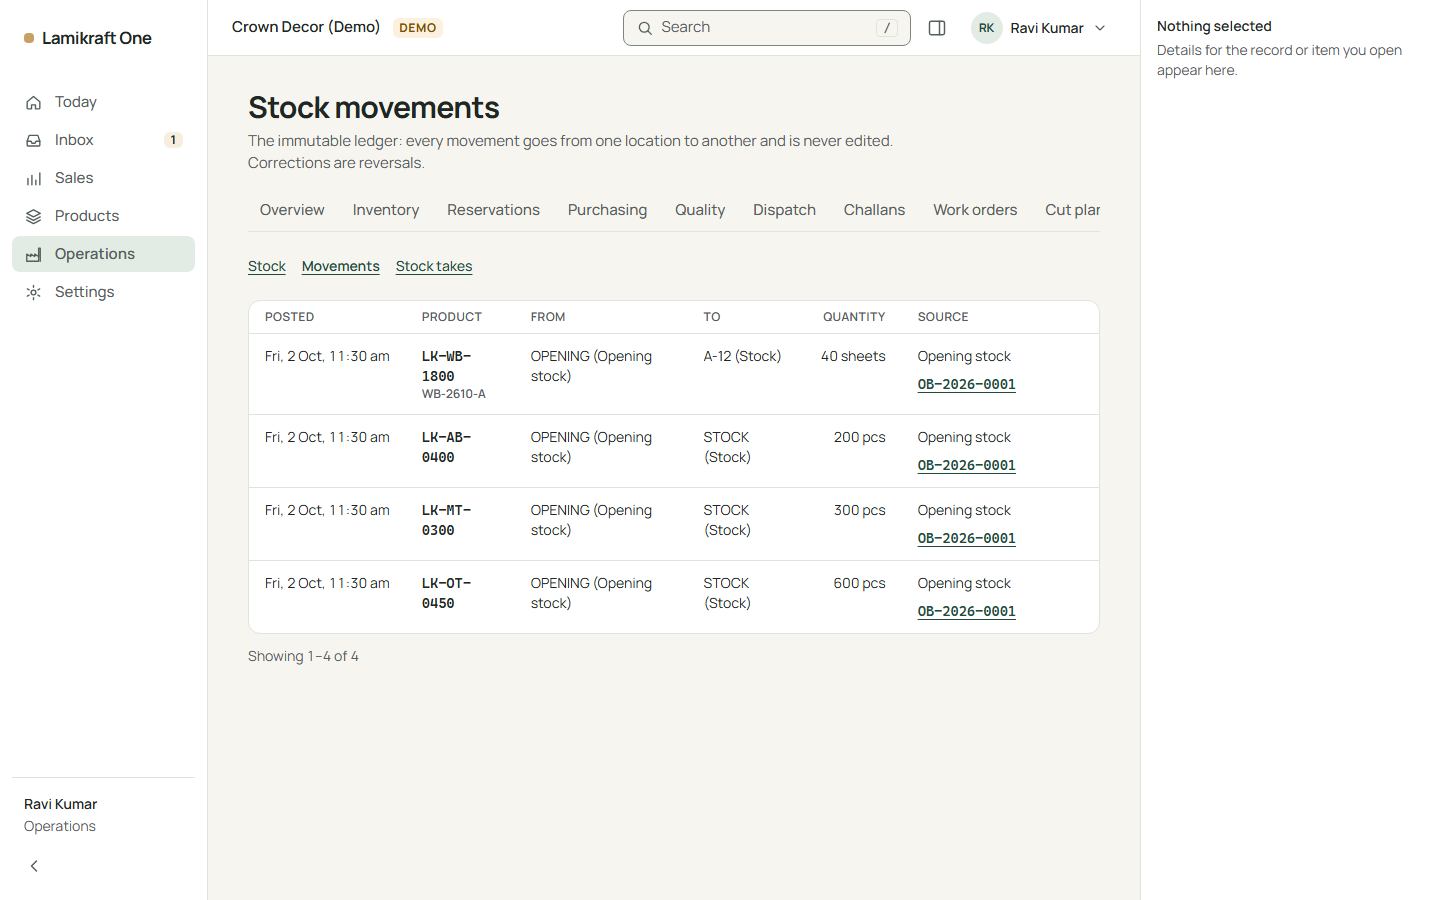 Lamikraft One
Today
Inbox 1
Sales
Products
Operations
Settings
Ravi Kumar
Operations
Crown Decor (Demo) DEMO
Search /
RK Ravi Kumar
Stock movements
The immutable ledger: every movement goes from one location to another and is never edited.
Corrections are reversals.
Overview Inventory Reservations Purchasing Quality Dispatch Challans Work orders Cut plan
Stock Movements Stock takes
POSTED PRODUCT FROM TO QUANTITY SOURCE
Fri, 2 Oct, 11:30 am LK-WB- OPENING (Opening A-12 (Stock) 40 sheets Opening stock
1800 stock) OB-2026-0001
WB-2610-A
Fri, 2 Oct, 11:30 am LK-AB- OPENING (Opening STOCK 200 pcs Opening stock
0400 stock) (Stock) OB-2026-0001
Fri, 2 Oct, 11:30 am LK-MT- OPENING (Opening STOCK 300 pcs Opening stock
0300 stock) (Stock) OB-2026-0001
Fri, 2 Oct, 11:30 am LK-OT- OPENING (Opening STOCK 600 pcs Opening stock
0450 stock) (Stock) OB-2026-0001
Showing 1–4 of 4
Nothing selected
Details for the record or item you open
appear here.